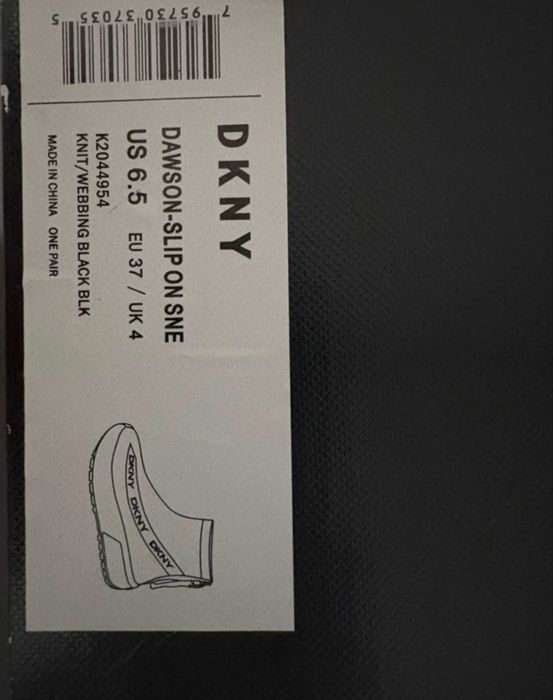 7 95730 37035 5
DKNY
DAWSON-SLIP ON SNE
US 6.5 EU 37 / UK 4
K2044954
KNIT/WEBBING BLACK BLK
MADE IN CHINA ONE PAIR
DKNY DKNY DKNY